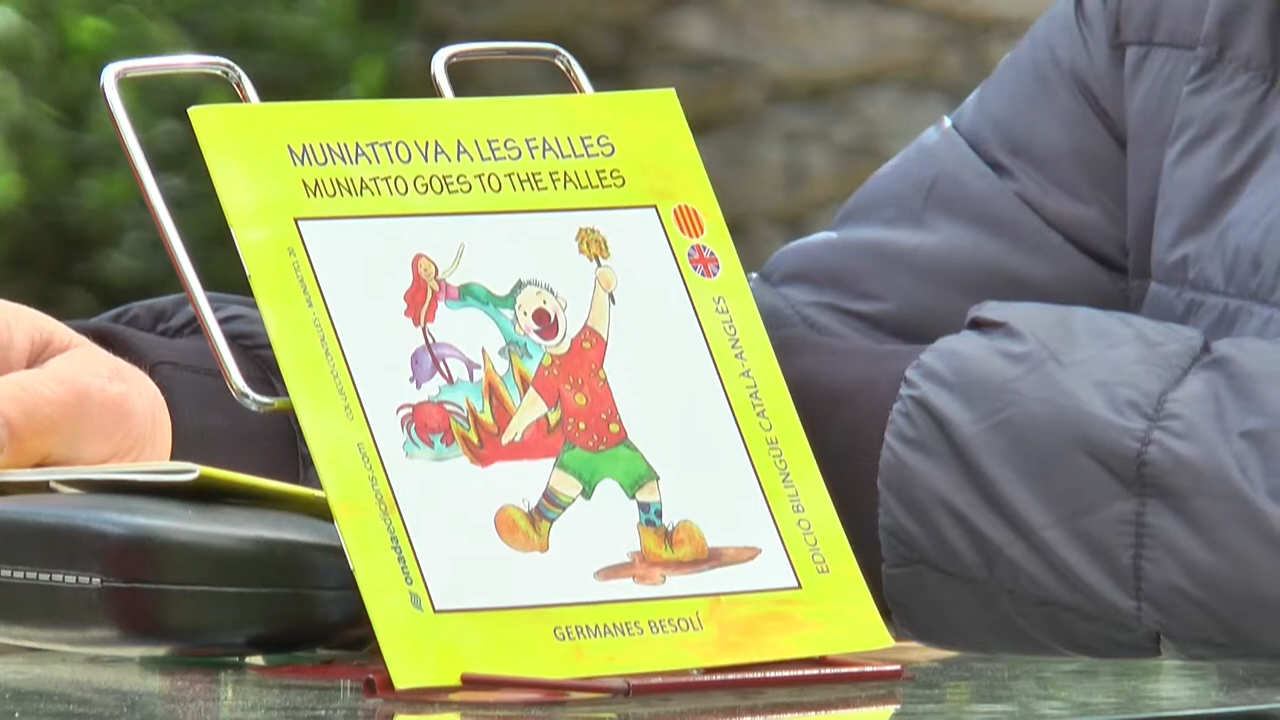 MUNIATTO VA A LES FALLES
MUNIATTO GOES TO THE FALLES
EDICIÓ BILINGÜE CATALÀ-ANGLÈS
onadaedicions.com
GERMANES BESOLÍ